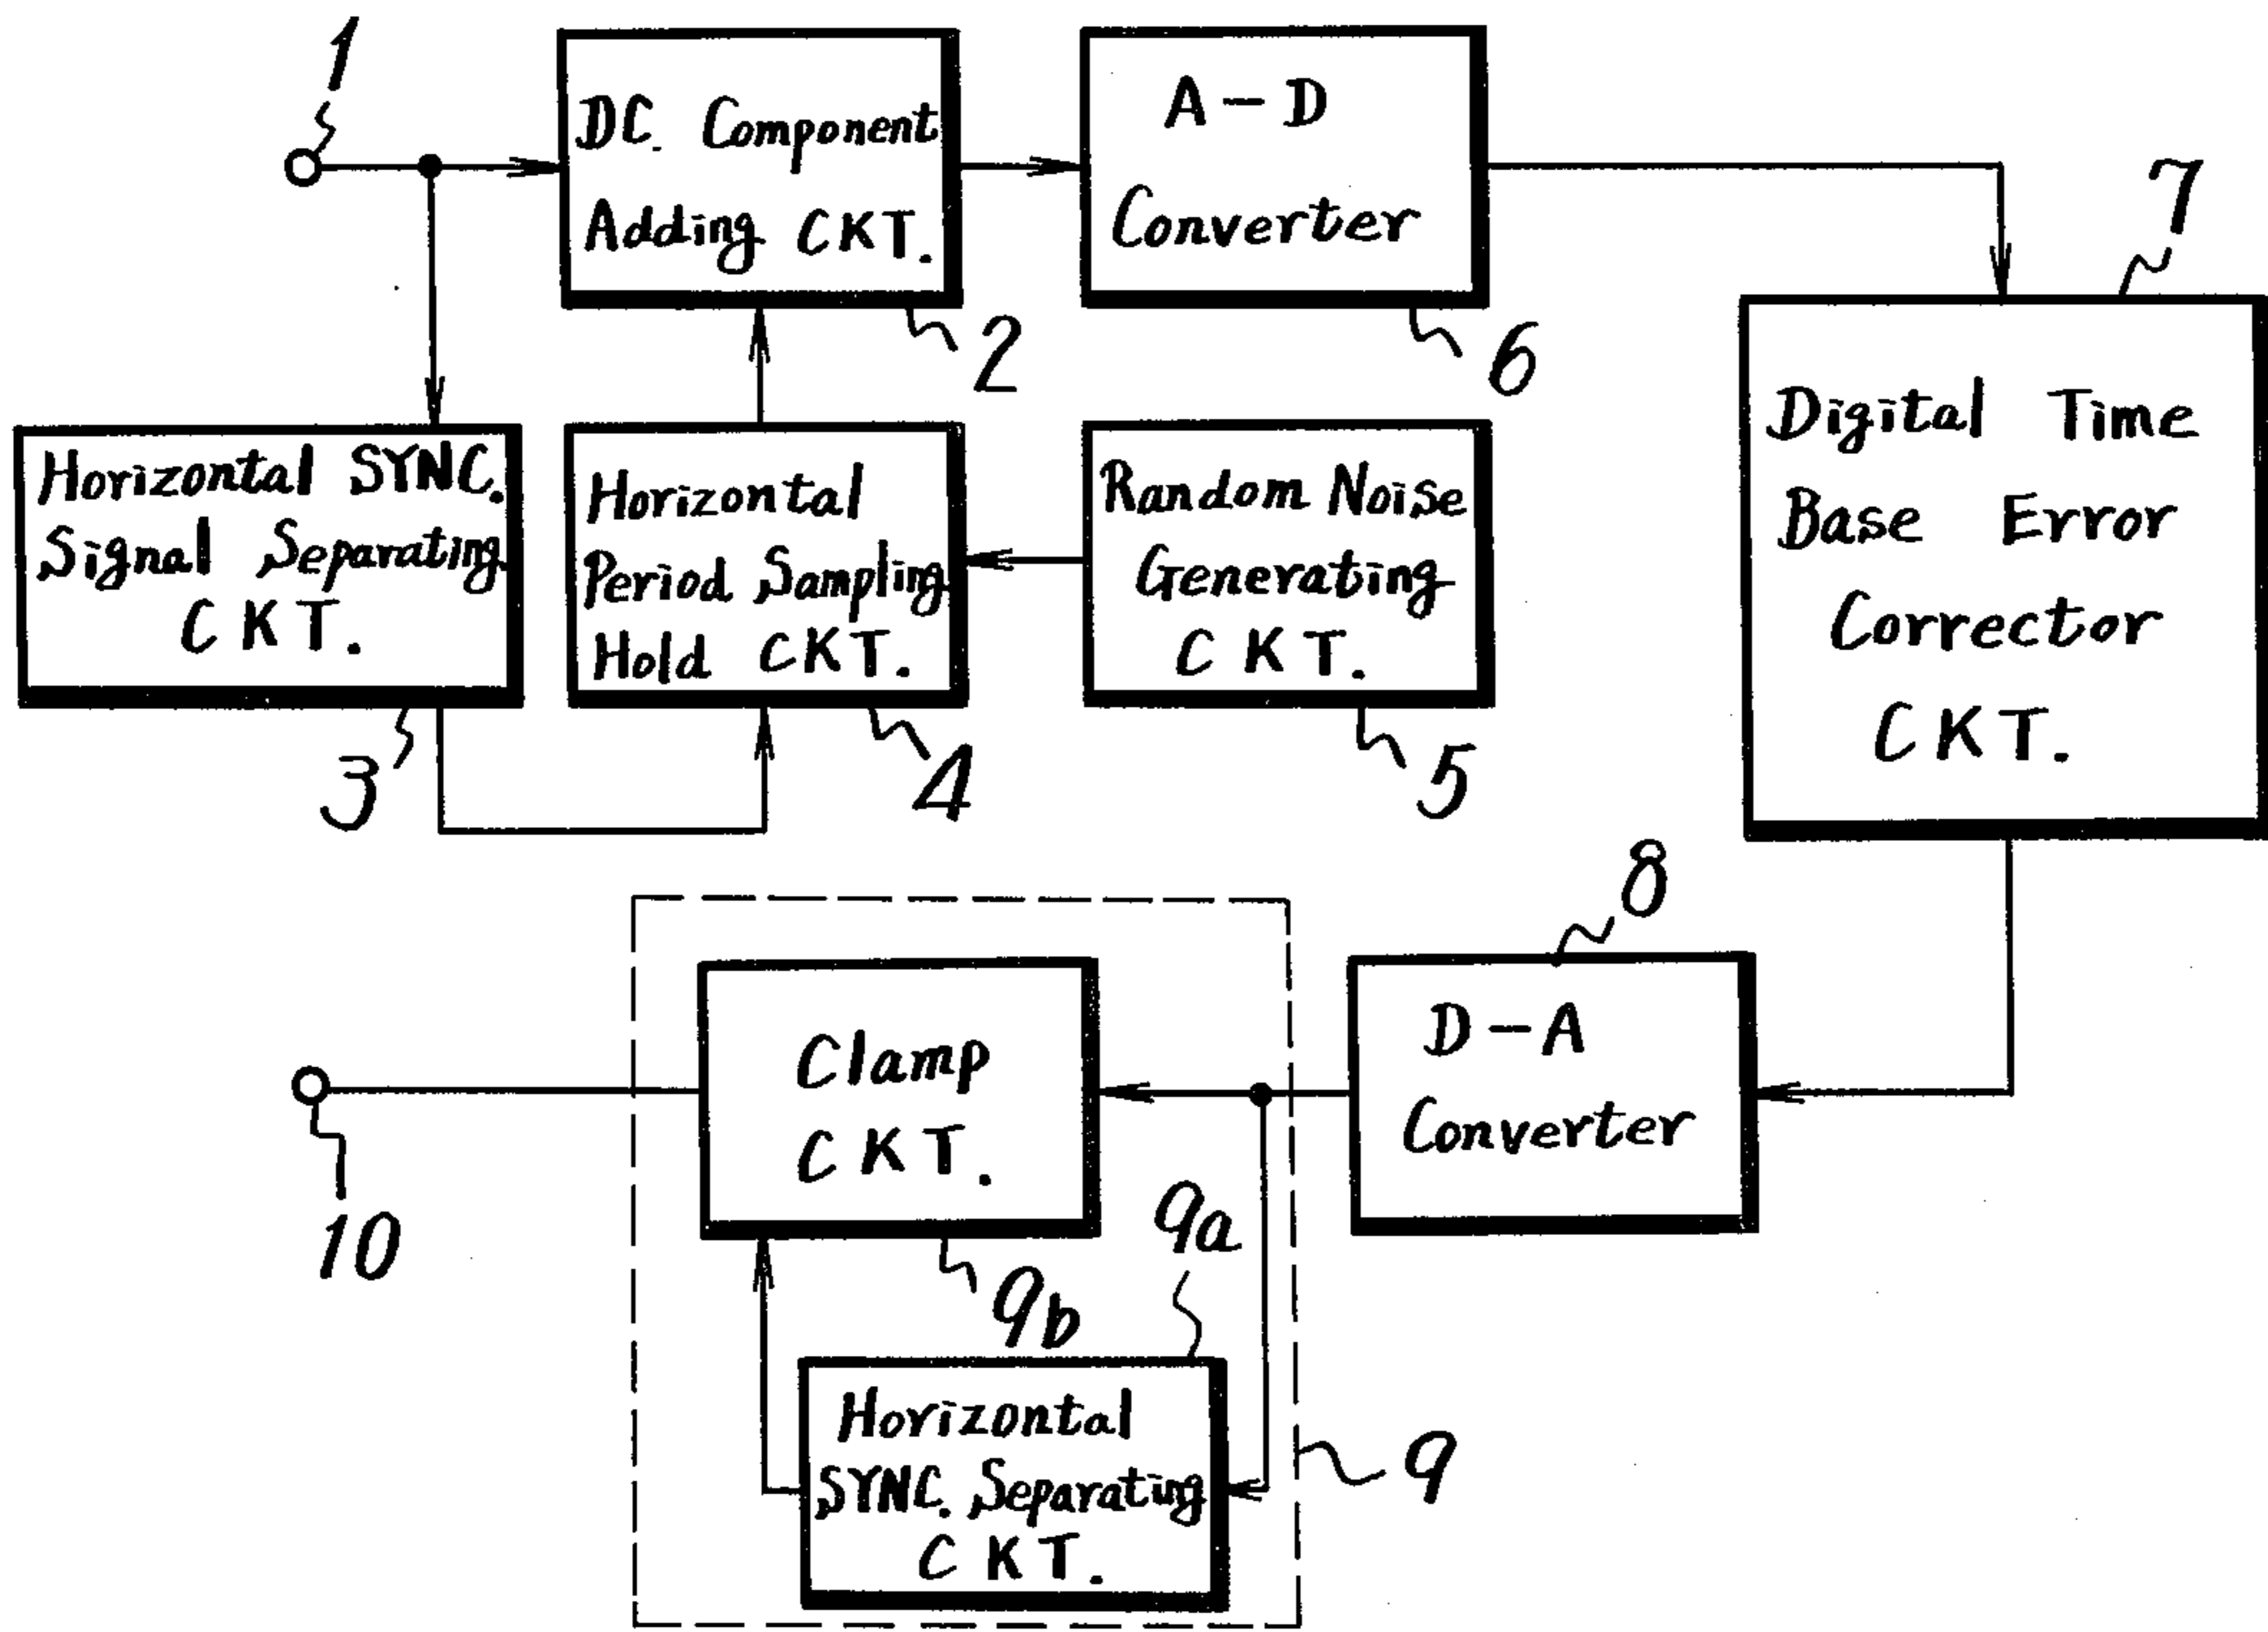 1
DC. Component
Adding CKT.
2
A-D
Converter
6
7
Horizontal SYNC.
Signal Separating
CKT.
3
Horizontal
Period Sampling
Hold CKT.
4
Random Noise
Generating
CKT.
5
Digital Time
Base Error
Corrector
CKT.
8
D-A
Converter
Clamp
CKT.
9b
9a
10
Horizontal
SYNC. Separating
CKT.
9